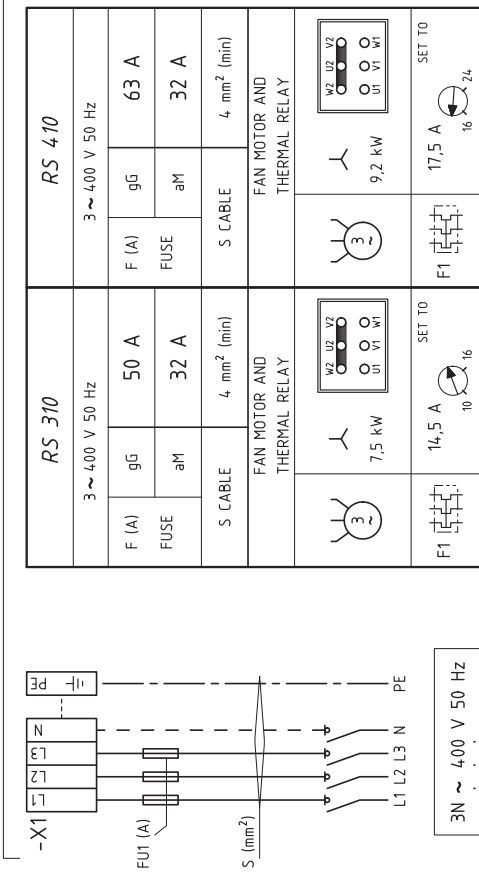 -X1
L1 L2 L3 N PE
FU1 (A)
S (mm²)
L1 L2 L3 N PE
3N ~ 400 V 50 Hz
RS 310
3 ~ 400 V 50 Hz
F (A) gG 50 A
FUSE aM 32 A
S CABLE 4 mm² (min)
FAN MOTOR AND
THERMAL RELAY
3 ~
7,5 kW
W2 U2 V2
U1 V1 W1
F1
14,5 A
SET TO
10 16
RS 410
3 ~ 400 V 50 Hz
F (A) gG 63 A
FUSE aM 32 A
S CABLE 4 mm² (min)
FAN MOTOR AND
THERMAL RELAY
3 ~
9,2 kW
W2 U2 V2
U1 V1 W1
F1
17,5 A
SET TO
16 24